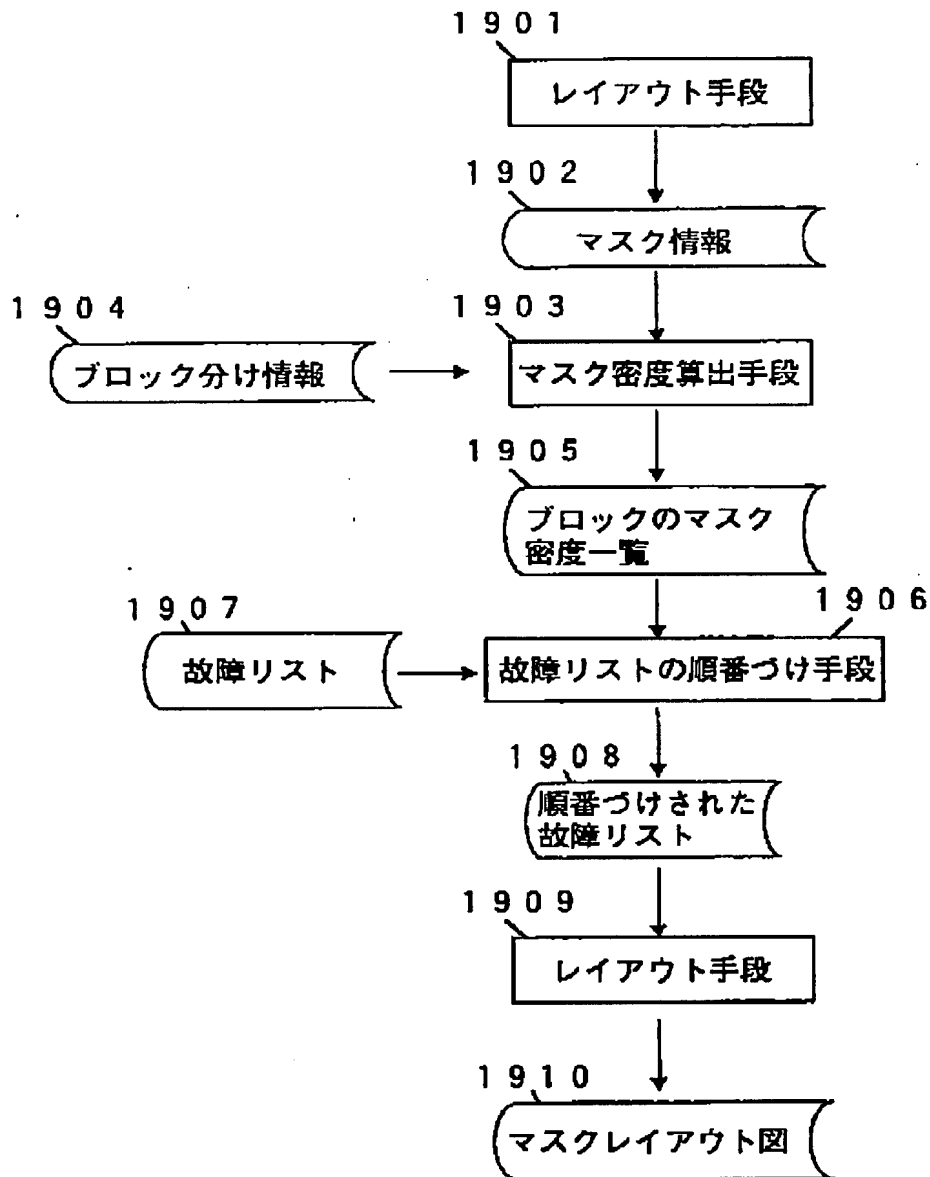 1901
レイアウト手段
1902
マスク情報
1904
ブロック分け情報
1903
マスク密度算出手段
1905
ブロックのマスク
密度一覧
1907
故障リスト
1906
故障リストの順番づけ手段
1908
順番づけされた
故障リスト
1909
レイアウト手段
1910
マスクレイアウト図